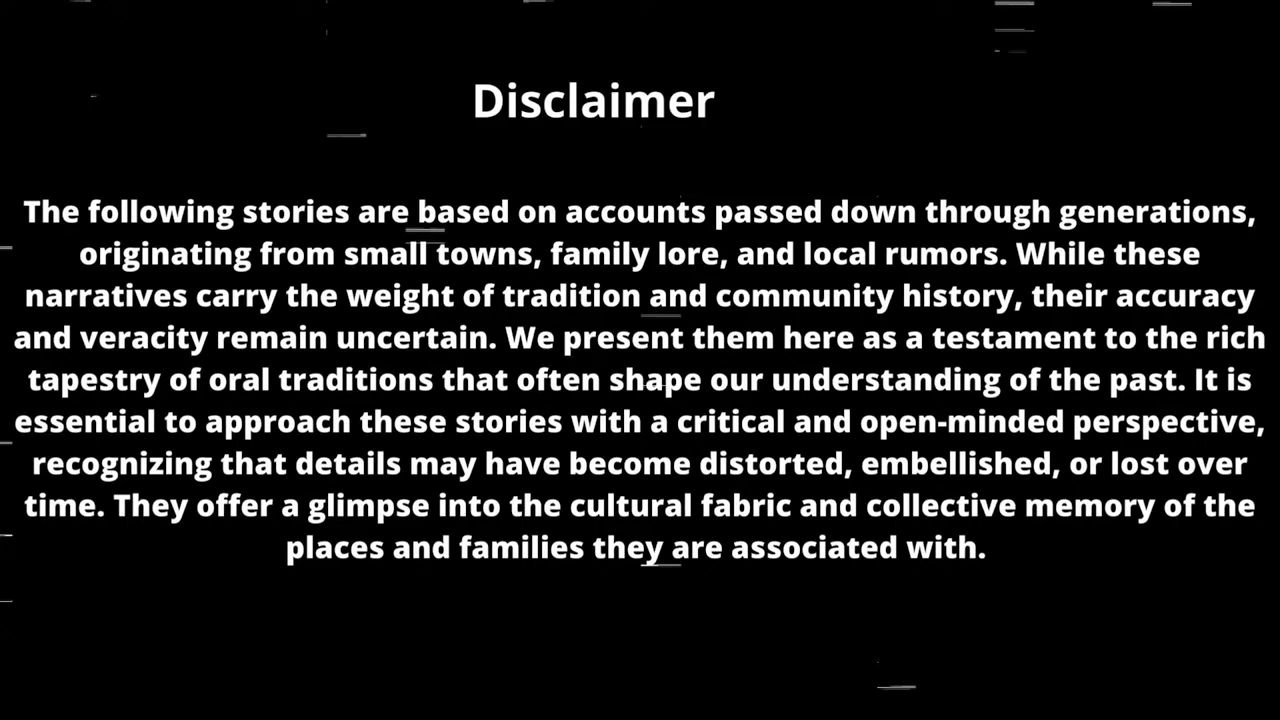 Disclaimer
The following stories are based on accounts passed down through generations,
originating from small towns, family lore, and local rumors. While these
narratives carry the weight of tradition and community history, their accuracy
and veracity remain uncertain. We present them here as a testament to the rich
tapestry of oral traditions that often shape our understanding of the past. It is
essential to approach these stories with a critical and open-minded perspective,
recognizing that details may have become distorted, embellished, or lost over
time. They offer a glimpse into the cultural fabric and collective memory of the
places and families they are associated with.